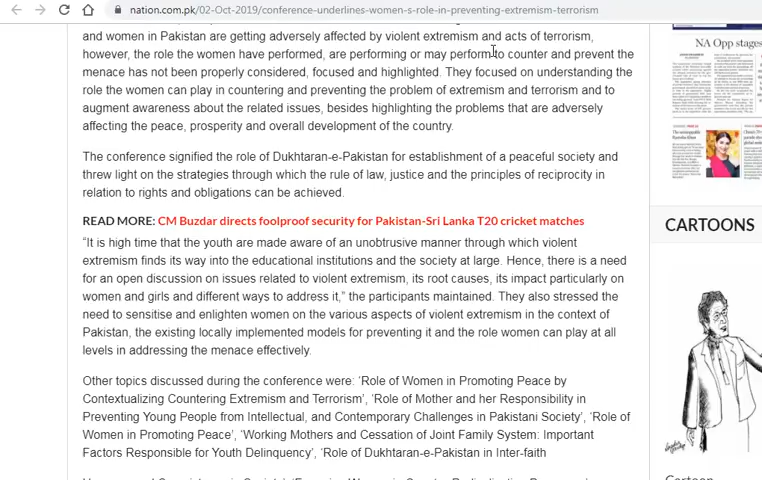 nation.com.pk/02-Oct-2019/conference-underlines-women-s-role-in-preventing-extremism-terrorism
and women in Pakistan are getting adversely affected by violent extremism and acts of terrorism,
however, the role the women have performed, are performing or may perform to counter and prevent the
menace has not been properly considered, focused and highlighted. They focused on understanding the
role the women can play in countering and preventing the problem of extremism and terrorism and to
augment awareness about the related issues, besides highlighting the problems that are adversely
affecting the peace, prosperity and overall development of the country.
The conference signified the role of Dukhtaran-e-Pakistan for establishment of a peaceful society and
threw light on the strategies through which the rule of law, justice and the principles of reciprocity in
relation to rights and obligations can be achieved.
READ MORE: CM Buzdar directs foolproof security for Pakistan-Sri Lanka T20 cricket matches
“It is high time that the youth are made aware of an unobtrusive manner through which violent
extremism finds its way into the educational institutions and the society at large. Hence, there is a need
for an open discussion on issues related to violent extremism, its root causes, its impact particularly on
women and girls and different ways to address it,” the participants maintained. They also stressed the
need to sensitise and enlighten women on the various aspects of violent extremism in the context of
Pakistan, the existing locally implemented models for preventing it and the role women can play at all
levels in addressing the menace effectively.
Other topics discussed during the conference were: ‘Role of Women in Promoting Peace by
Contextualizing Countering Extremism and Terrorism’, ‘Role of Mother and her Responsibility in
Preventing Young People from Intellectual, and Contemporary Challenges in Pakistani Society’, ‘Role of
Women in Promoting Peace’, ‘Working Mothers and Cessation of Joint Family System: Important
Factors Responsible for Youth Delinquency’, ‘Role of Dukhtaran-e-Pakistan in Inter-faith
NA Opp stages
CARTOONS
Cartoon